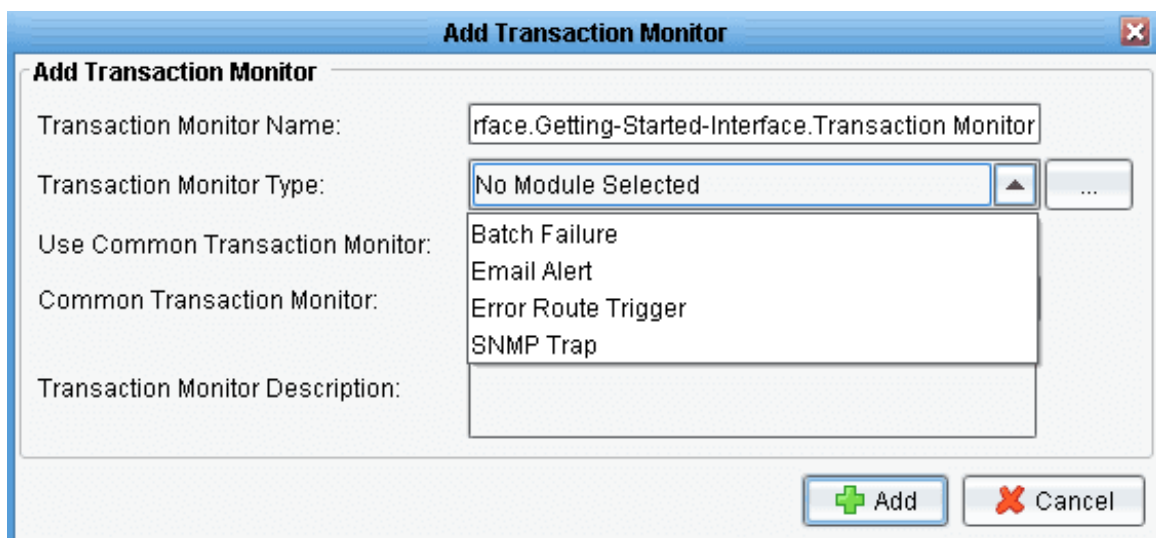 Add Transaction Monitor
Add Transaction Monitor
Transaction Monitor Name:
rface.Getting-Started-Interface.Transaction Monitor
Transaction Monitor Type:
No Module Selected
...
Batch Failure
Use Common Transaction Monitor:
Email Alert
Common Transaction Monitor:
Error Route Trigger
SNMP Trap
Transaction Monitor Description:
Add
Cancel